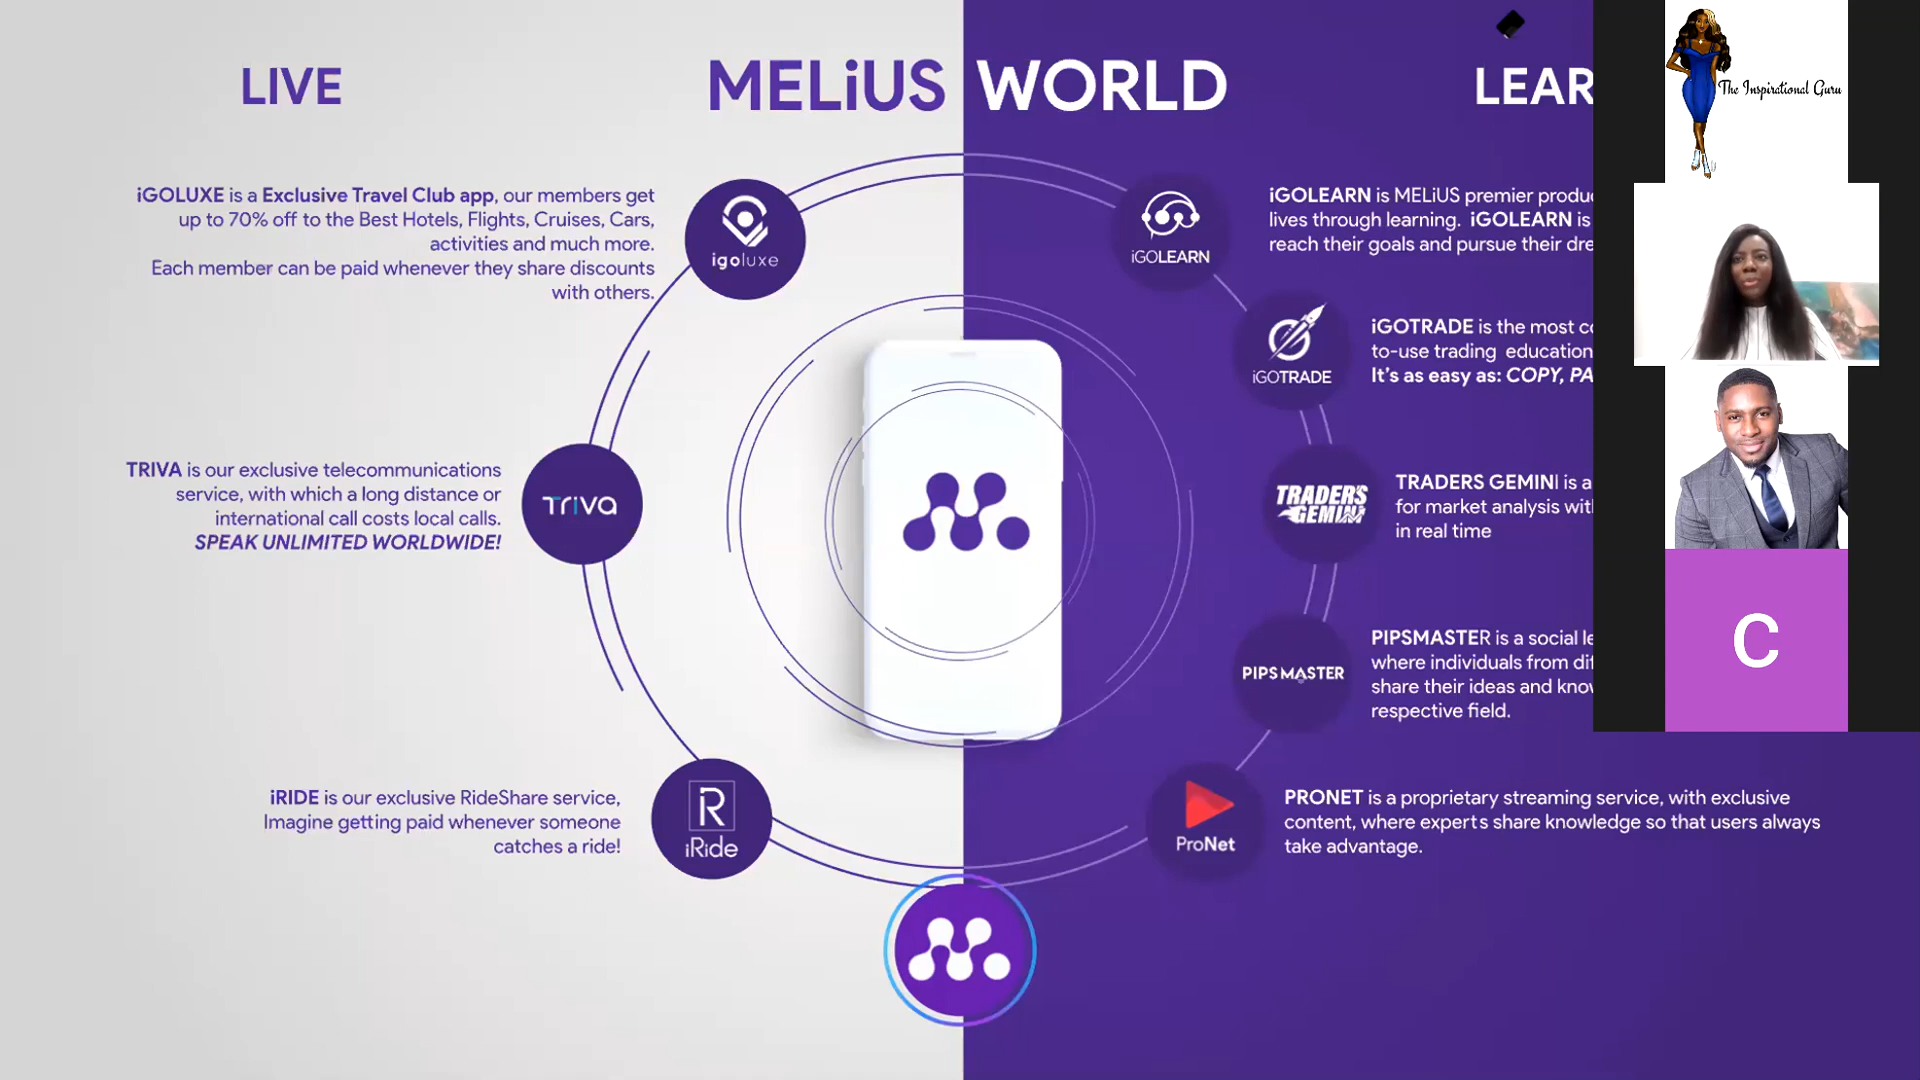 LIVE
MELiUS WORLD
LEAR
The Inspirational Guru
iGOLUXE is a Exclusive Travel Club app, our members get
up to 70% off to the Best Hotels, Flights, Cruises, Cars,
activities and much more.
Each member can be paid whenever they share discounts
with others.
igoluxe
TRIVA is our exclusive telecommunications
service, with which a long distance or
international call costs local calls.
SPEAK UNLIMITED WORLDWIDE!
Triva
iRIDE is our exclusive RideShare service,
Imagine getting paid whenever someone
catches a ride!
iR
iRide
iGOLEARN
iGOLEARN is MELiUS premier produ
lives through learning. iGOLEARN is
reach their goals and pursue their dre
iGOTRADE
iGOTRADE is the most co
to-use trading education
It's as easy as: COPY, PA
TRADERS
GEMINI
TRADERS GEMINI is a
for market analysis wit
in real time
PIPSMASTER
PIPSMASTER is a social le
where individuals from dif
share their ideas and know
respective field.
ProNet
PRONET is a proprietary streaming service, with exclusive
content, where experts share knowledge so that users always
take advantage.
C